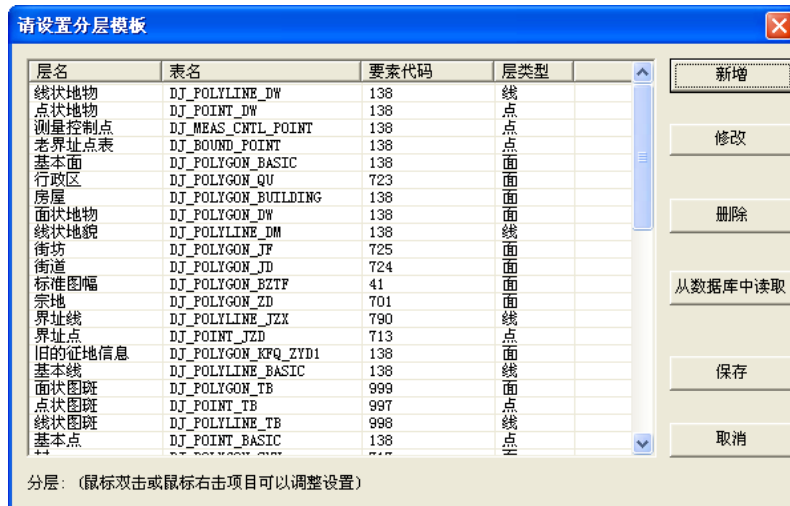 请设置分层模板
层名 表名 要素代码 层类型
线状地物 DJ_POLYLINE_DW 138 线
点状地物 DJ_POINT_DW 138 点
测量控制点 DJ_MEAS_CNTL_POINT 138 点
老界址点表 DJ_BOUND_POINT 138 点
基本面 DJ_POLYGON_BASIC 138 面
行政区 DJ_POLYGON_QU 723 面
房屋 DJ_POLYGON_BUILDING 138 面
面状地物 DJ_POLYGON_DW 138 面
线状地貌 DJ_POLYLINE_DM 138 线
街坊 DJ_POLYGON_JF 725 面
街道 DJ_POLYGON_JD 724 面
标准图幅 DJ_POLYGON_BZTF 41 面
宗地 DJ_POLYGON_ZD 701 面
界址线 DJ_POLYLINE_JZX 790 线
界址点 DJ_POINT_JZD 713 点
旧的征地信息 DJ_POLYGON_KFQ_ZYD1 138 面
基本线 DJ_POLYLINE_BASIC 138 线
面状图斑 DJ_POLYGON_TB 999 面
点状图斑 DJ_POINT_TB 997 点
线状图斑 DJ_POLYLINE_TB 998 线
基本点 DJ_POINT_BASIC 138 点
新增
修改
删除
从数据库中读取
保存
取消
分层: (鼠标双击或鼠标右击项目可以调整设置)